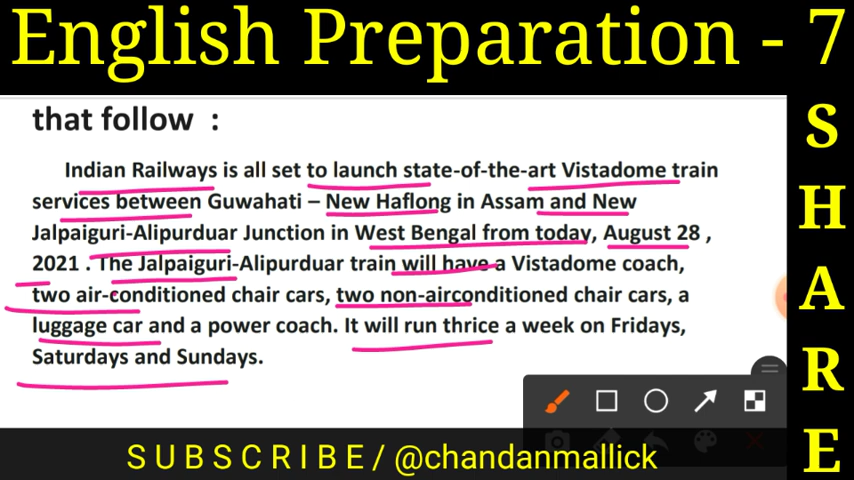 English Preparation - 7
that follow :
Indian Railways is all set to launch state-of-the-art Vistadome train
services between Guwahati – New Haflong in Assam and New
Jalpaiguri-Alipurduar Junction in West Bengal from today, August 28 ,
2021 . The Jalpaiguri-Alipurduar train will have a Vistadome coach,
two air-conditioned chair cars, two non-airconditioned chair cars, a
luggage car and a power coach. It will run thrice a week on Fridays,
Saturdays and Sundays.
SUBSCRIBE/ @chandanmallick
SHARE